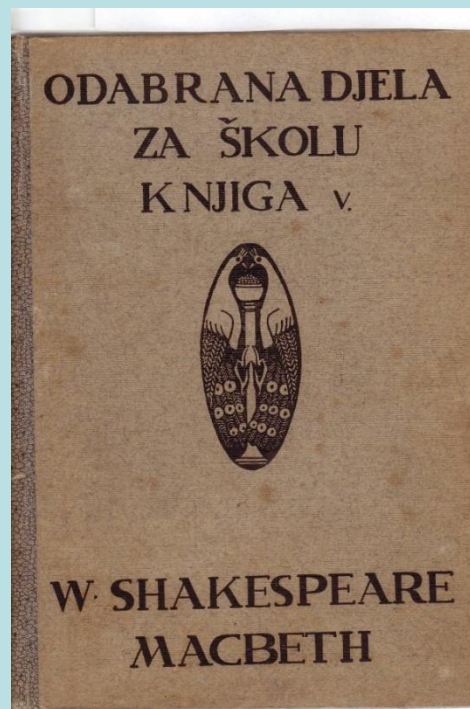 ODABRANA DJELA
ZA ŠKOLU
KNJIGA V.
W. SHAKESPEARE
MACBETH